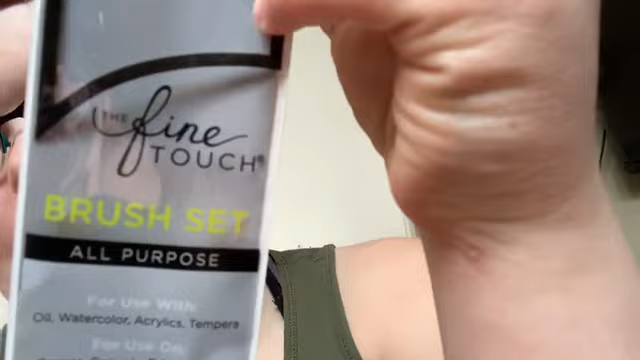 THE
fine
TOUCH®
BRUSH SET
ALL PURPOSE
For Use With:
Oil, Watercolor, Acrylics, Tempera
For Use On: